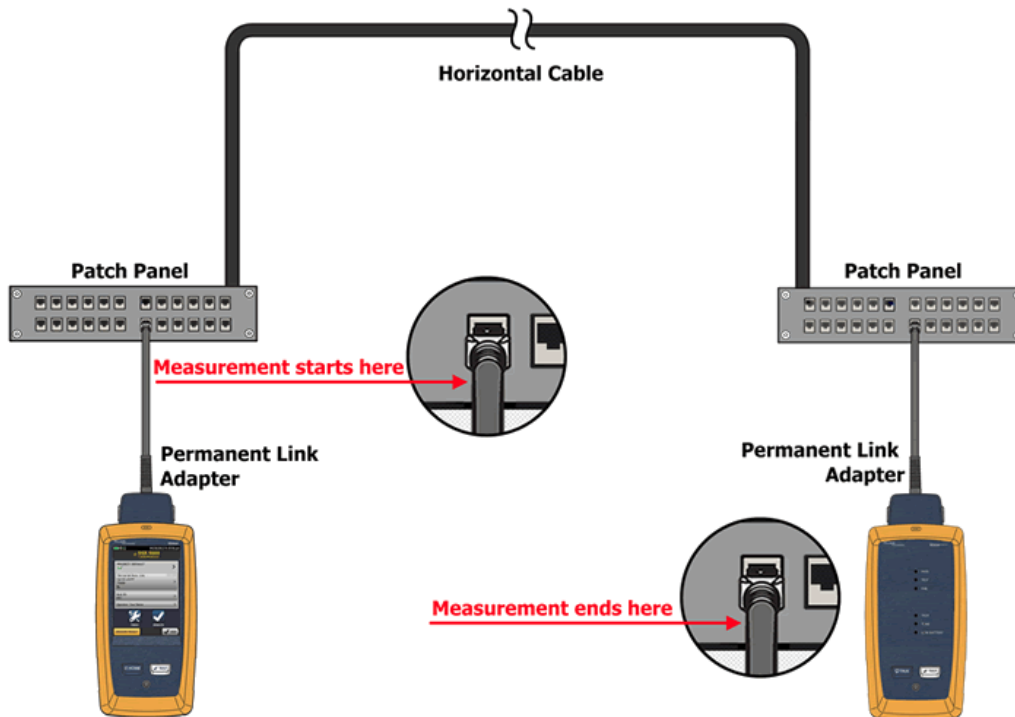 Horizontal Cable
Patch Panel
Patch Panel
Measurement starts here
Permanent Link
Adapter
Permanent Link
Adapter
Measurement ends here